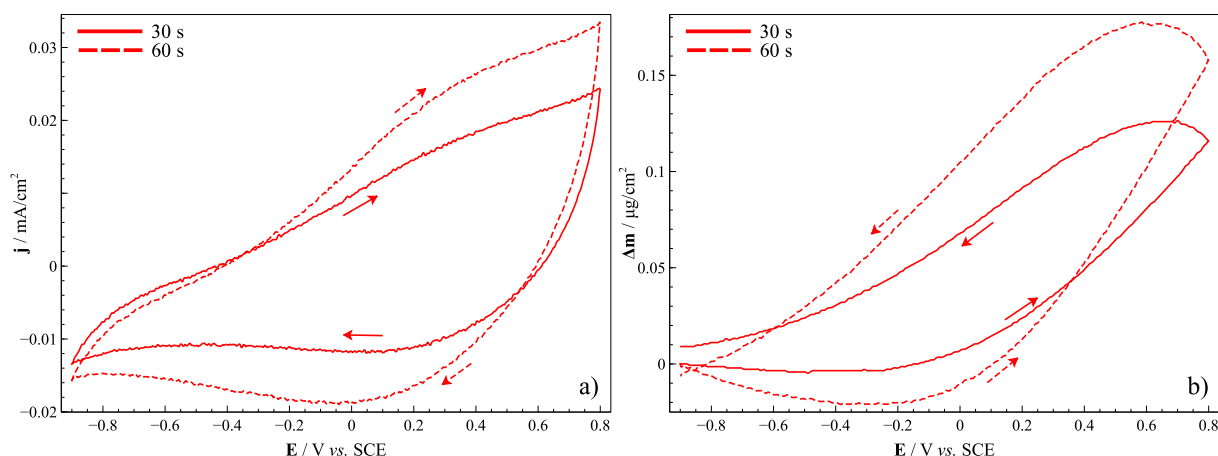 30 s
60 s
0.03
0.02
0
−0.01
−0.02
j / mA/cm²
−0.8 −0.6 −0.4 −0.2 0 0.2 0.4 0.6 0.8
E / V vs. SCE
a)
30 s
60 s
0.15
0.1
0.05
0
Δm / µg/cm²
−0.8 −0.6 −0.4 −0.2 0 0.2 0.4 0.6 0.8
E / V vs. SCE
b)